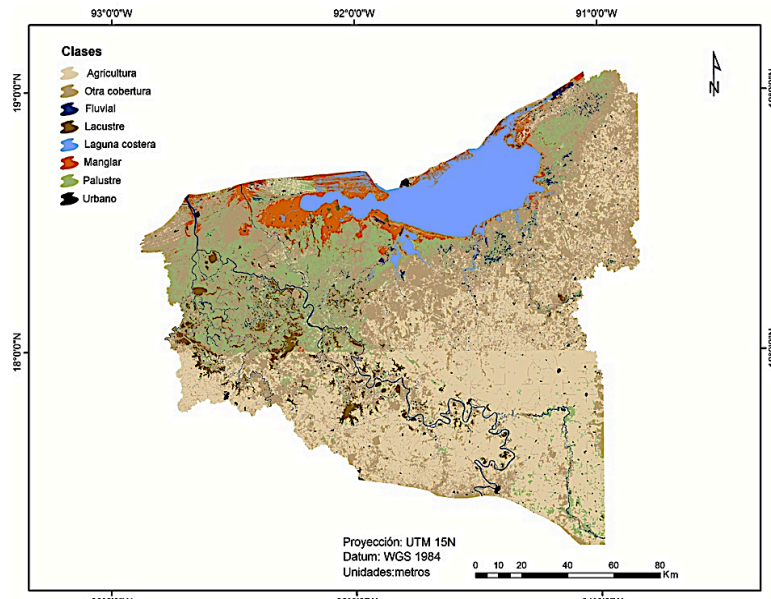 93°0'0"W 92°0'0"W 91°0'0"W
Clases
Agricultura
Otra cobertura
Fluvial
Lacustre
Laguna costera
Manglar
Palustre
Urbano
N
19°0'0"N
18°0'0"N
Proyección: UTM 15N
Datum: WGS 1984
Unidades:metros
0 10 20 40 60 80
Km